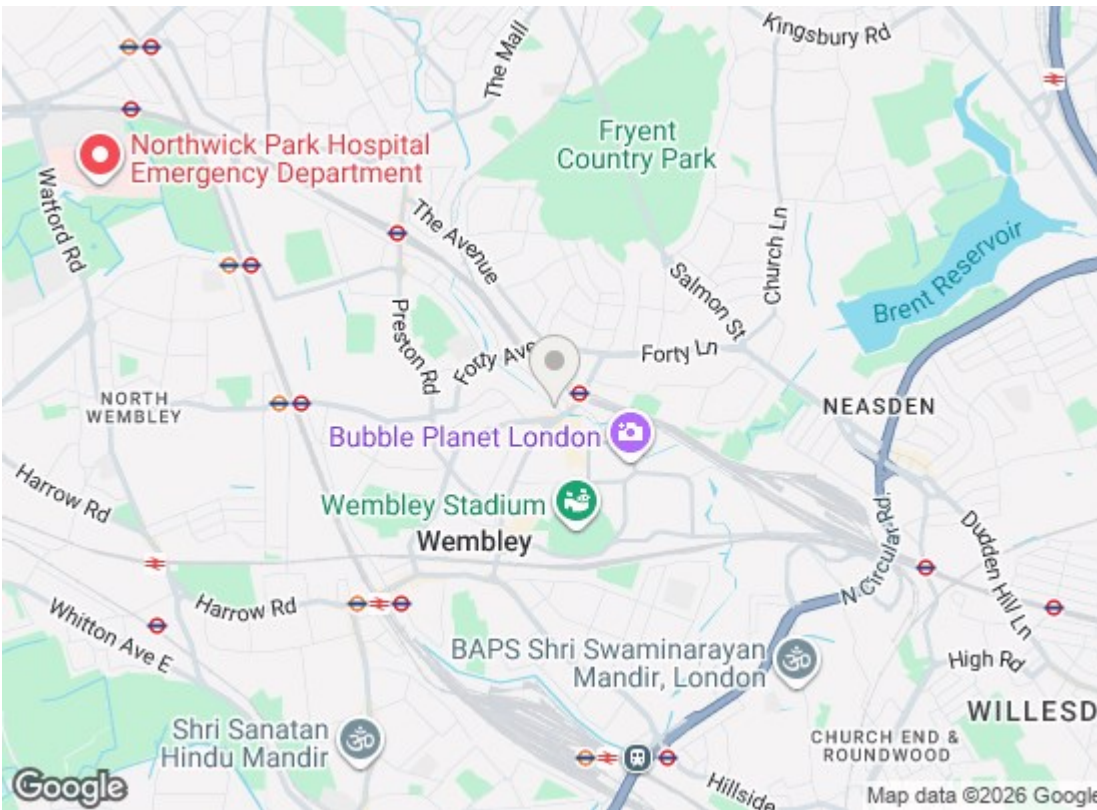 Kingsbury Rd
The Mall
Northwick Park Hospital
Emergency Department
Fryent
Country Park
Watford Rd
The Avenue
Church Ln
Brent Reservoir
Salmon St
Preston Rd
Forty Ave
Forty Ln
NORTH
WEMBLEY
NEASDEN
Bubble Planet London
Harrow Rd
Wembley Stadium
Wembley
N Circular Rd.
Dudden Hill Ln
Harrow Rd
Whitton Ave E
BAPS Shri Swaminarayan
Mandir, London
High Rd
WILLESD
Shri Sanatan
Hindu Mandir
CHURCH END &
ROUNDWOOD
Hillside
Google
Map data ©2026 Google